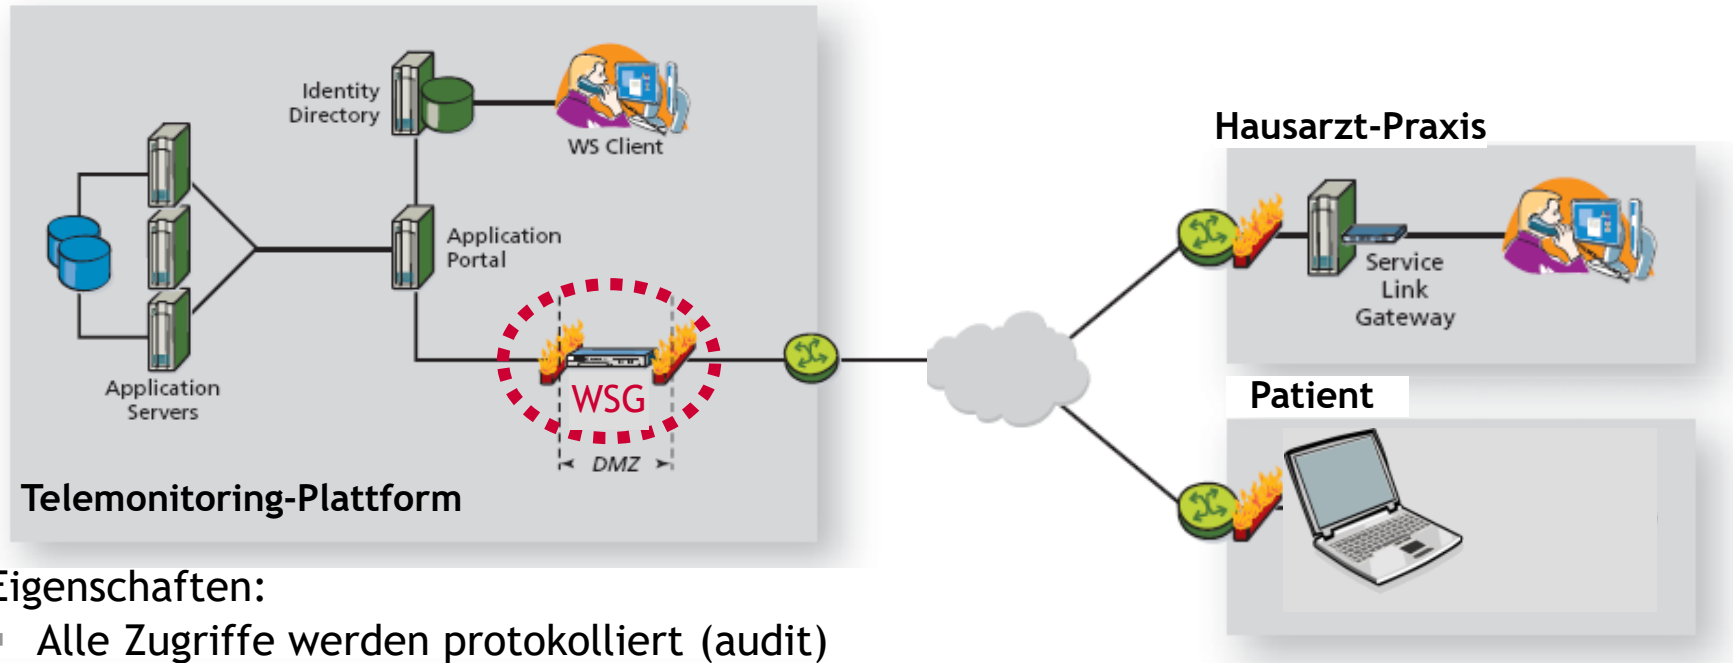 Identity
Directory
WS Client
Application
Portal
Application
Servers
WSG
DMZ
Telemonitoring-Plattform
Hausarzt-Praxis
Service
Link
Gateway
Patient
Eigenschaften:
Alle Zugriffe werden protokolliert (audit)